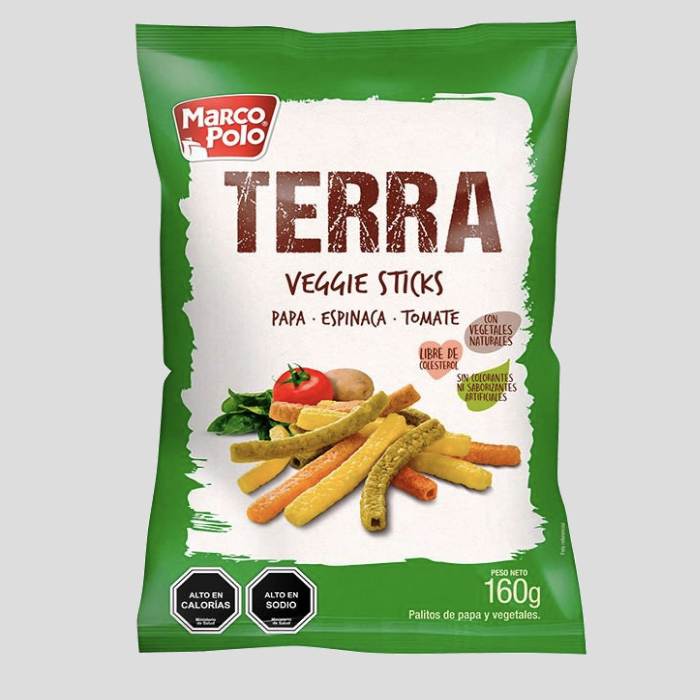 MARCO
POLO®
TERRA
VEGGIE STICKS
PAPA · ESPINACA · TOMATE
CON
VEGETALES
NATURALES
LIBRE DE
COLESTEROL
SIN COLORANTES
NI SABORIZANTES
ARTIFICIALES
Foto referencial
ALTO EN
CALORÍAS
Ministerio
de Salud
ALTO EN
SODIO
Ministerio
de Salud
PESO NETO
160g
Palitos de papa y vegetales.